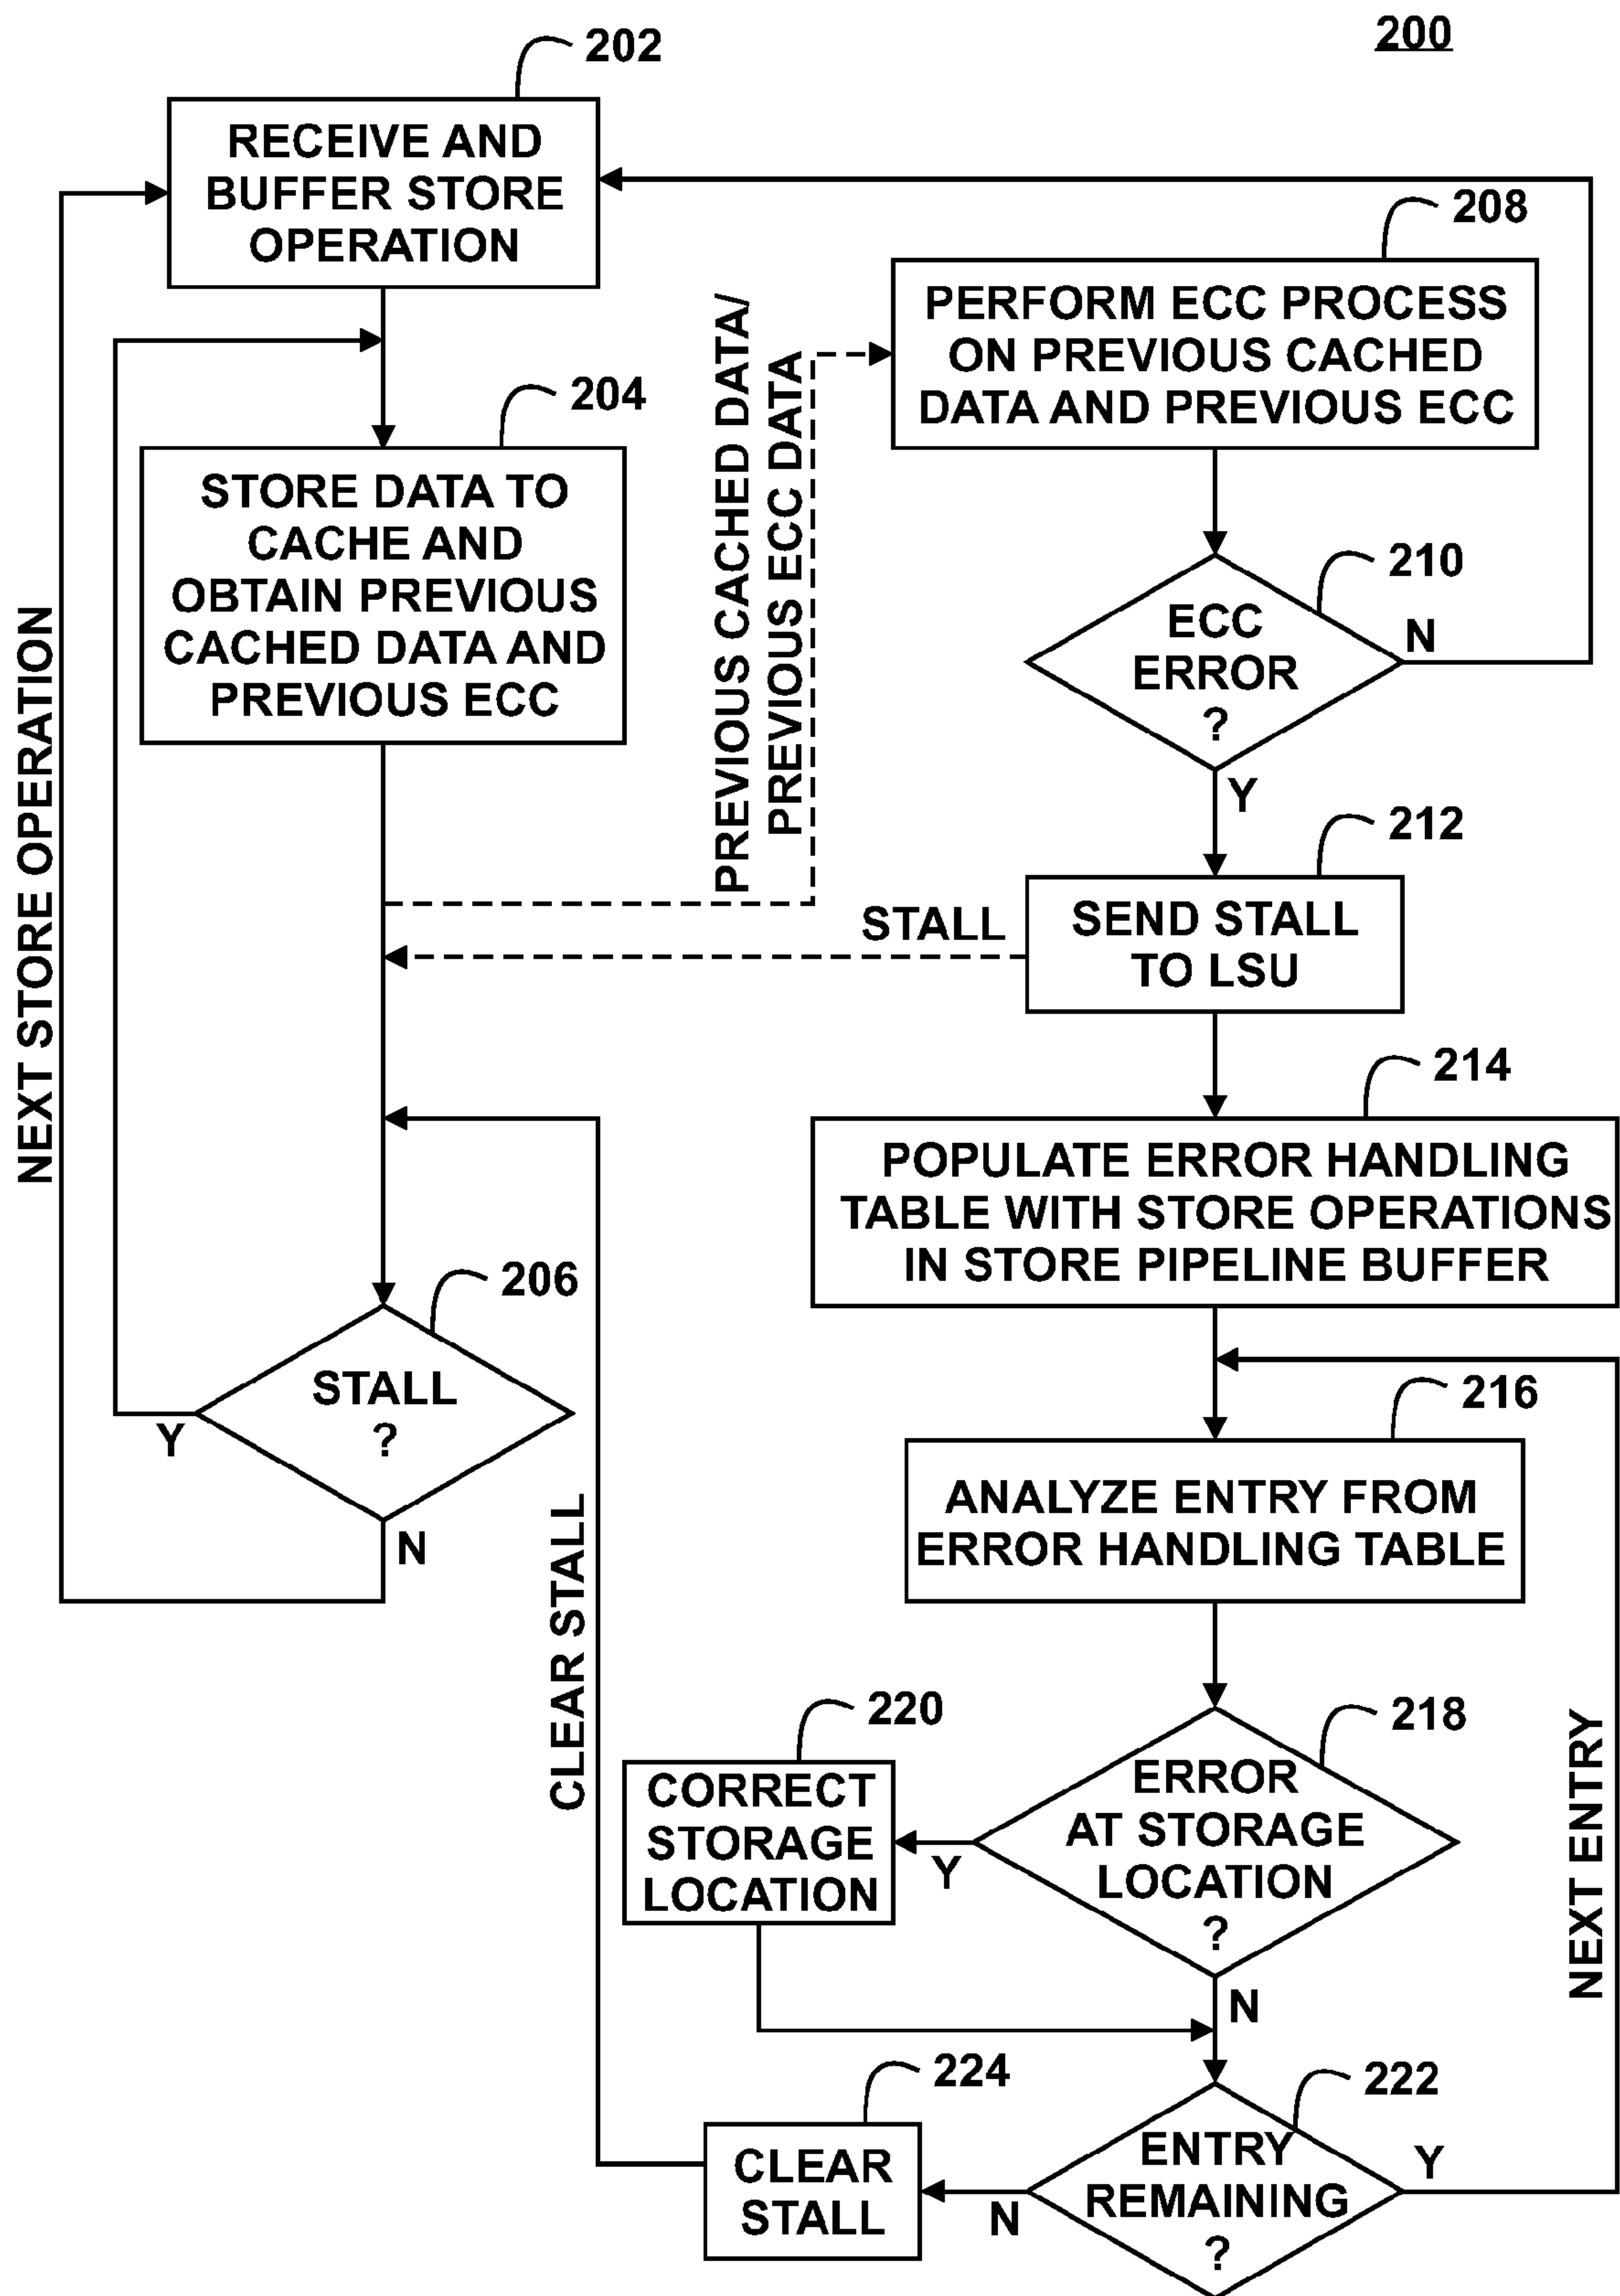 200
202
RECEIVE AND
BUFFER STORE
OPERATION
208
PERFORM ECC PROCESS
ON PREVIOUS CACHED
DATA AND PREVIOUS ECC
204
STORE DATA TO
CACHE AND
OBTAIN PREVIOUS
CACHED DATA AND
PREVIOUS ECC
PREVIOUS CACHED DATA/
PREVIOUS ECC DATA
210
ECC
ERROR
?
N
Y
212
SEND STALL
TO LSU
STALL
NEXT STORE OPERATION
214
POPULATE ERROR HANDLING
TABLE WITH STORE OPERATIONS
IN STORE PIPELINE BUFFER
206
STALL
?
Y
N
216
ANALYZE ENTRY FROM
ERROR HANDLING TABLE
CLEAR STALL
218
ERROR
AT STORAGE
LOCATION
?
Y
N
220
CORRECT
STORAGE
LOCATION
NEXT ENTRY
222
ENTRY
REMAINING
?
Y
N
224
CLEAR
STALL